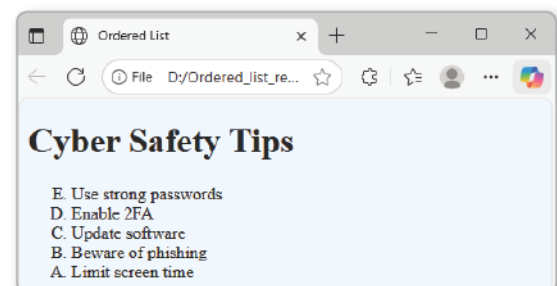 Ordered List
File D:/Ordered_list_re...
Cyber Safety Tips
E. Use strong passwords
D. Enable 2FA
C. Update software
B. Beware of phishing
A. Limit screen time